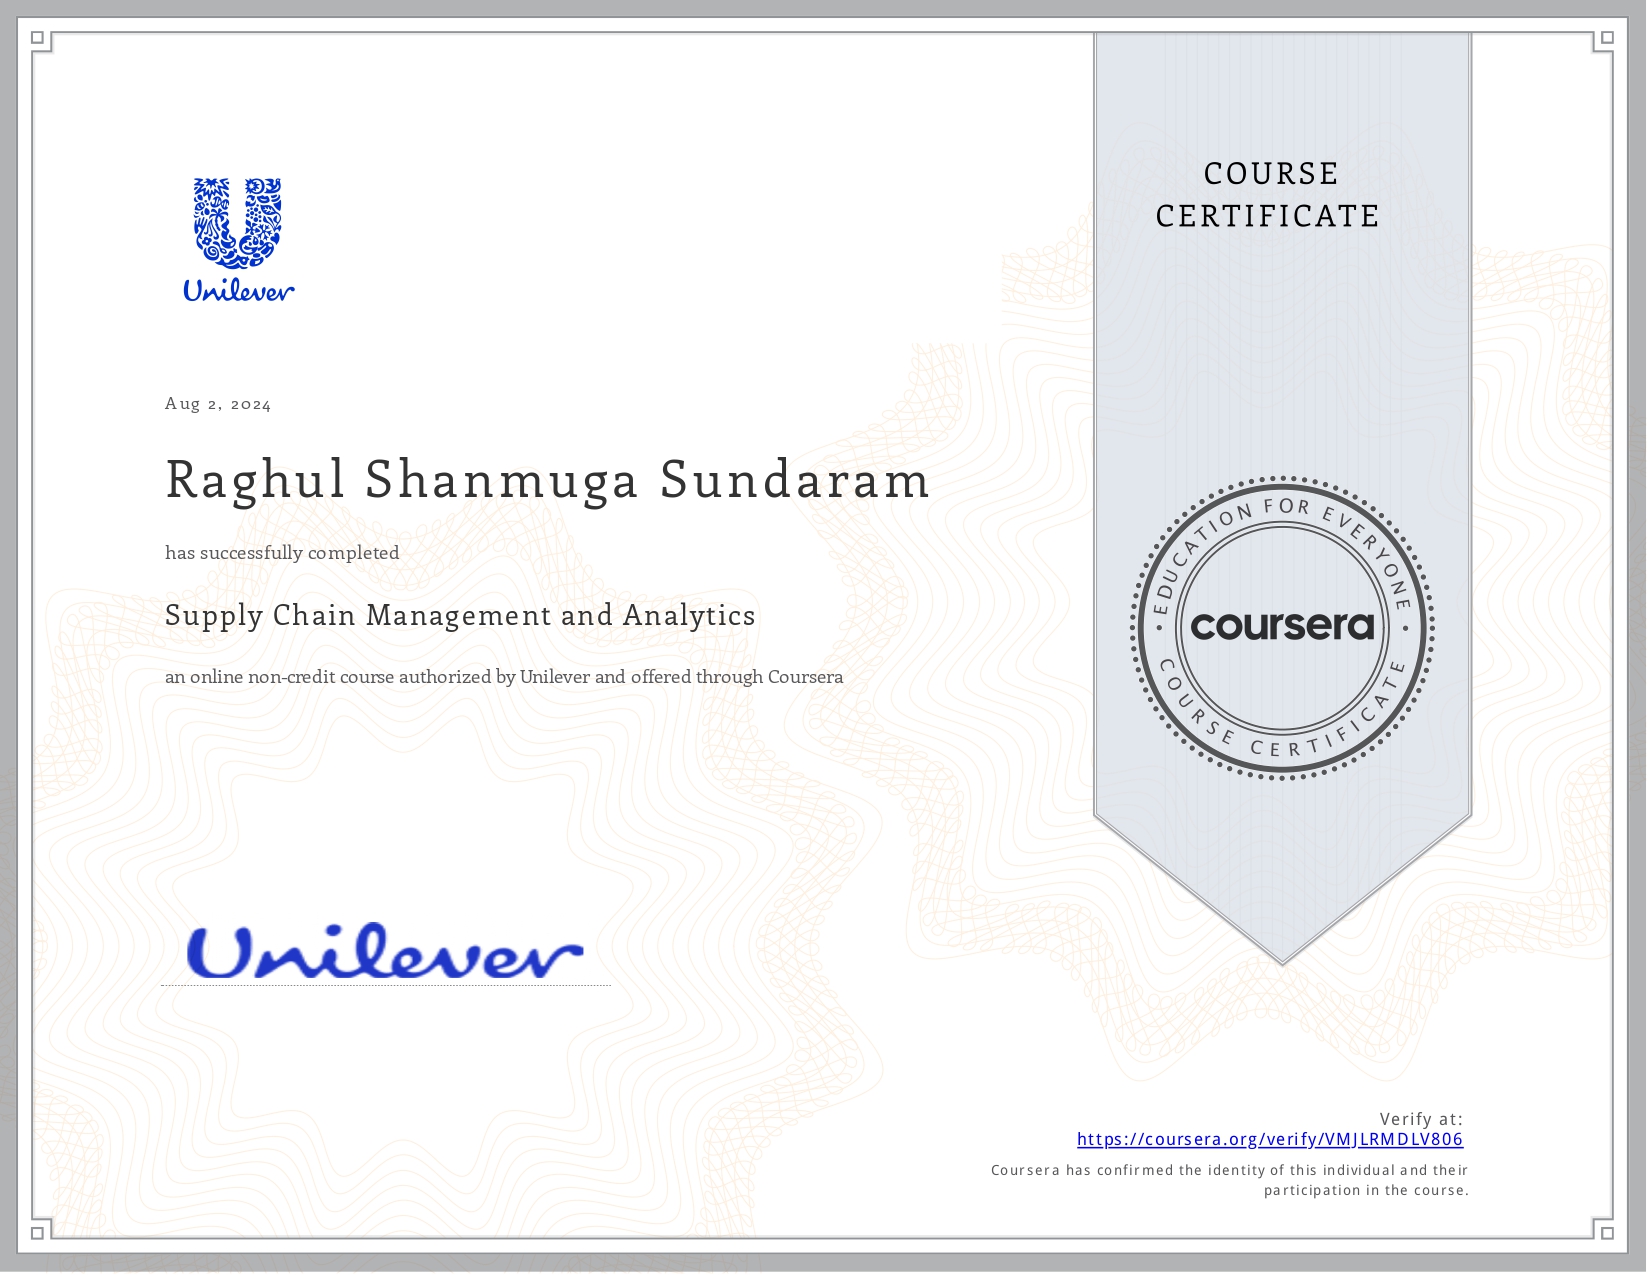 Unilever
COURSE
CERTIFICATE
Aug 2, 2024
Raghul Shanmuga Sundaram
has successfully completed
Supply Chain Management and Analytics
an online non-credit course authorized by Unilever and offered through Coursera
EDUCATION FOR EVERYONE
coursera
COURSE CERTIFICATE
Unilever
Verify at:
https://coursera.org/verify/VMJLRMDLV806
Coursera has confirmed the identity of this individual and their
participation in the course.